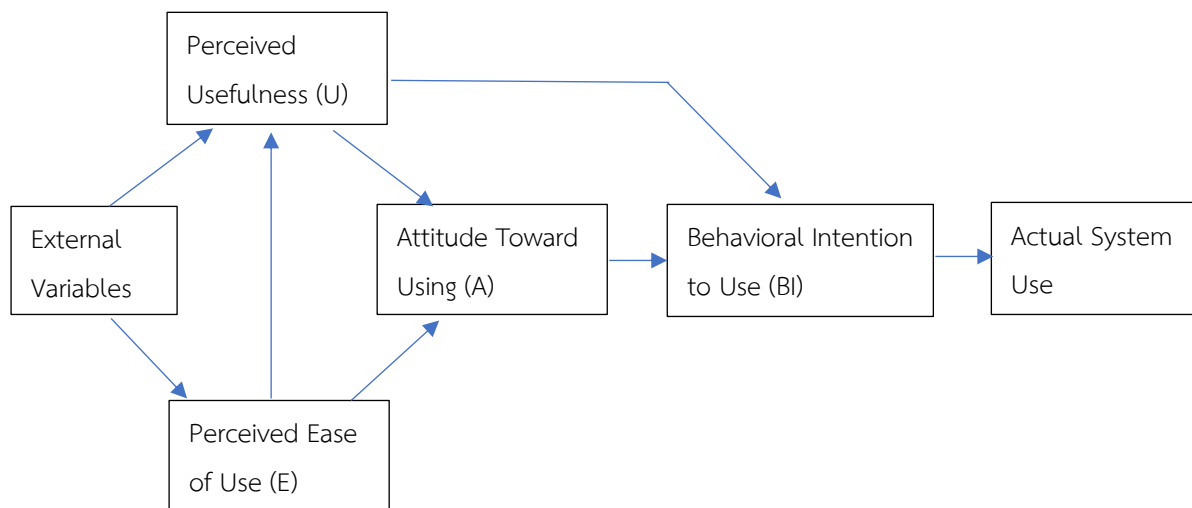 Perceived
Usefulness (U)
External
Variables
Attitude Toward
Using (A)
Behavioral Intention
to Use (BI)
Actual System
Use
Perceived Ease
of Use (E)